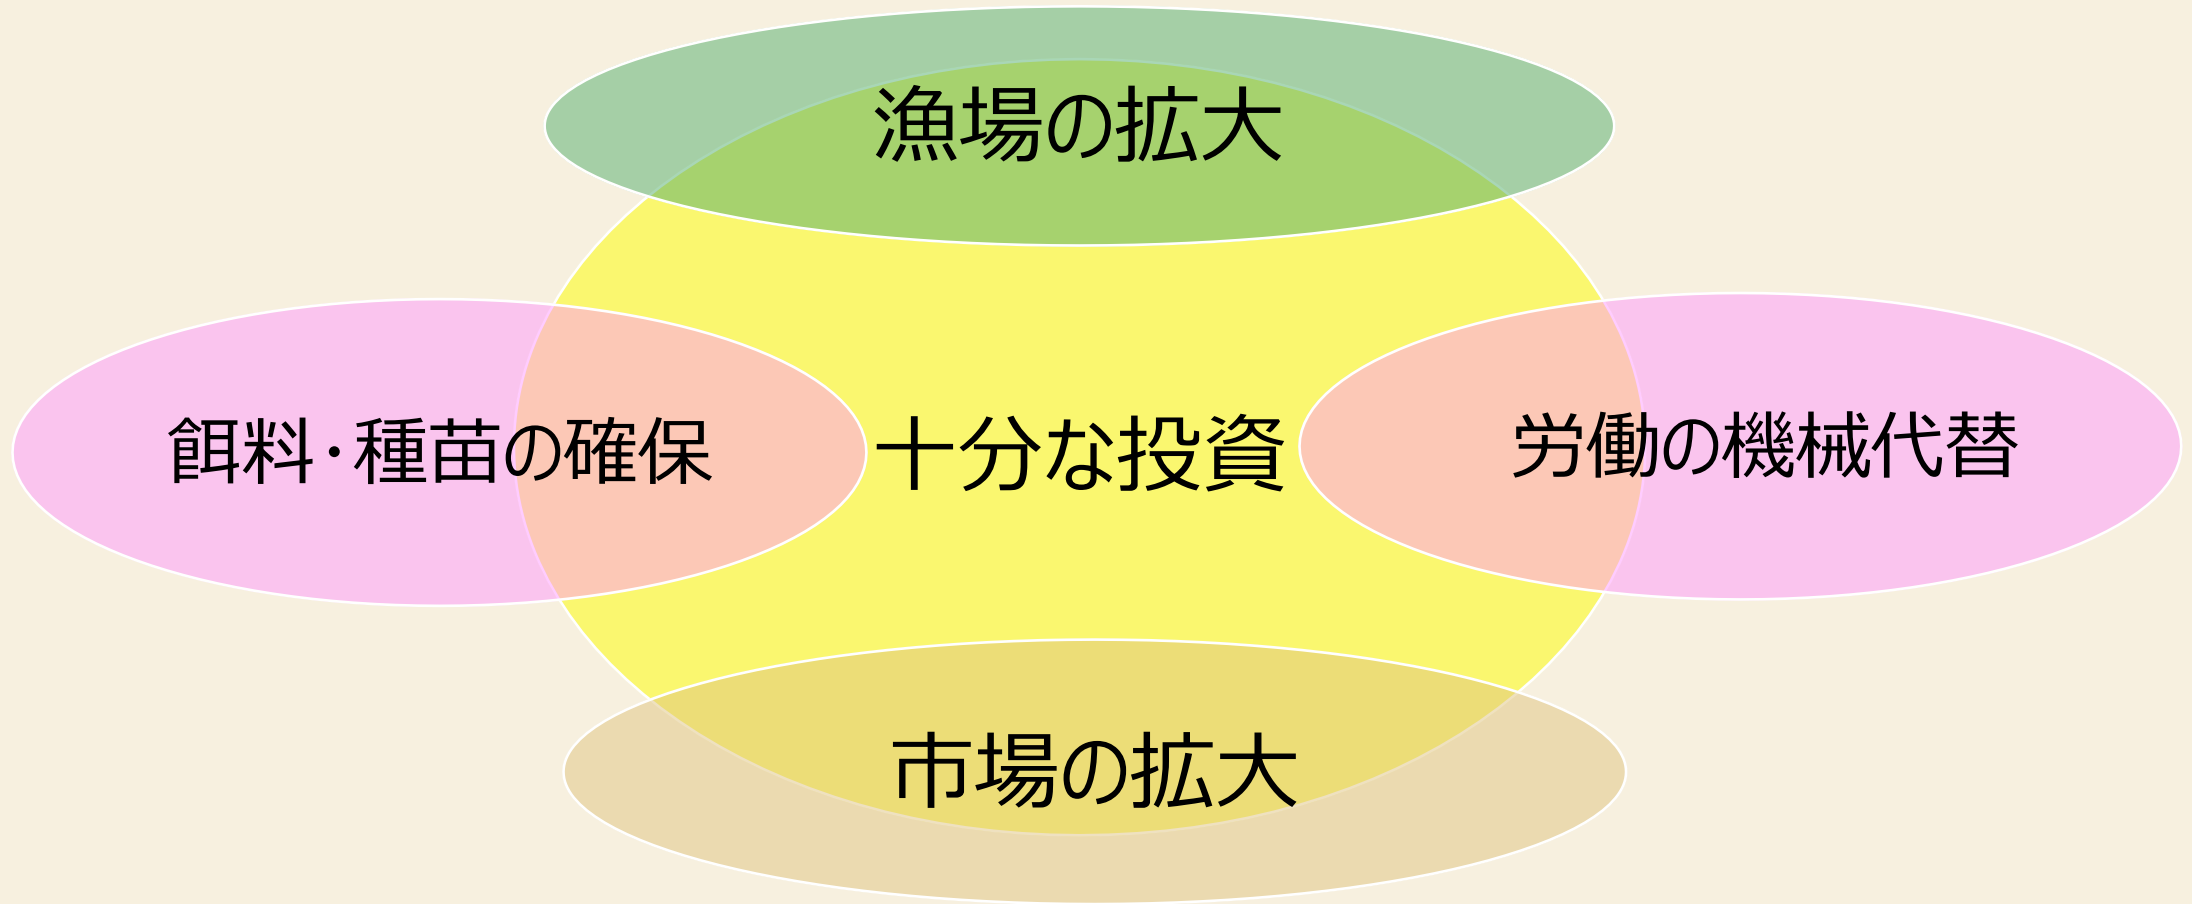 漁場の拡大
餌料・種苗の確保
十分な投資
労働の機械代替
市場の拡大